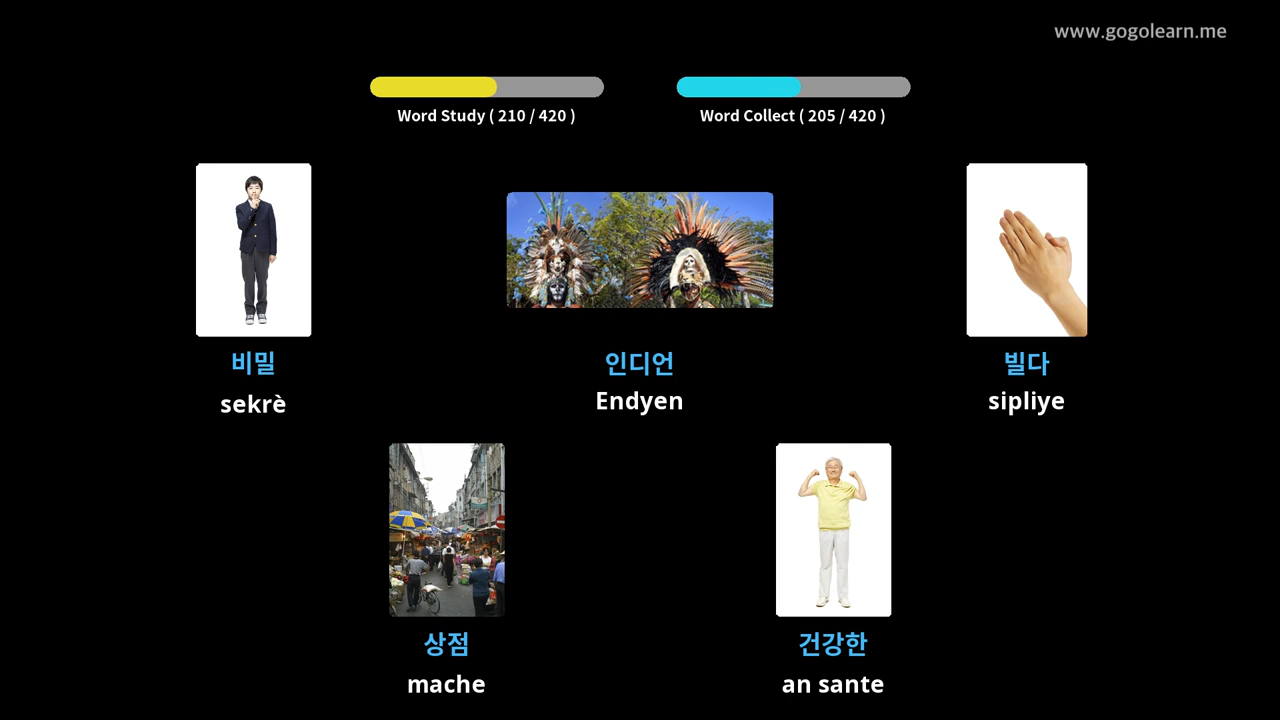 www.gogolearn.me
Word Study ( 210 / 420 )
Word Collect ( 205 / 420 )
비밀
sekrè
인디언
Endyen
빌다
sipliye
상점
mache
건강한
an sante